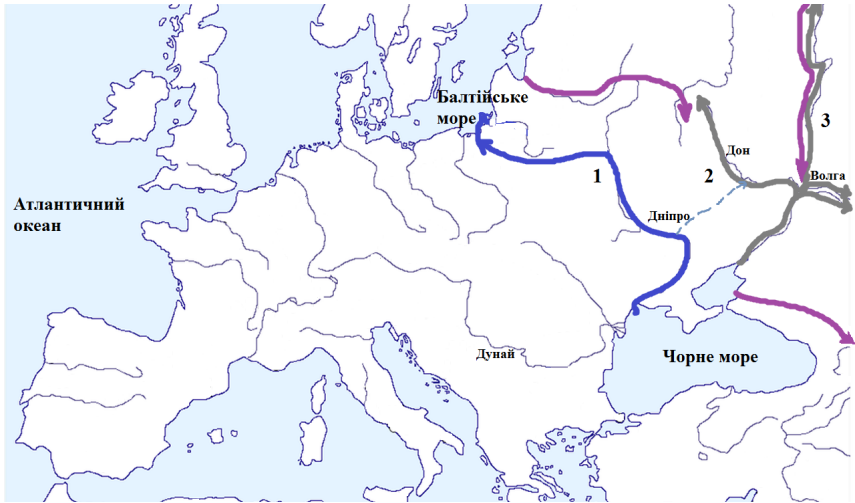 Балтійське
море
3
Дон
1
2
Волга
Атлантичний
океан
Дніпро
Дунай
Чорне море